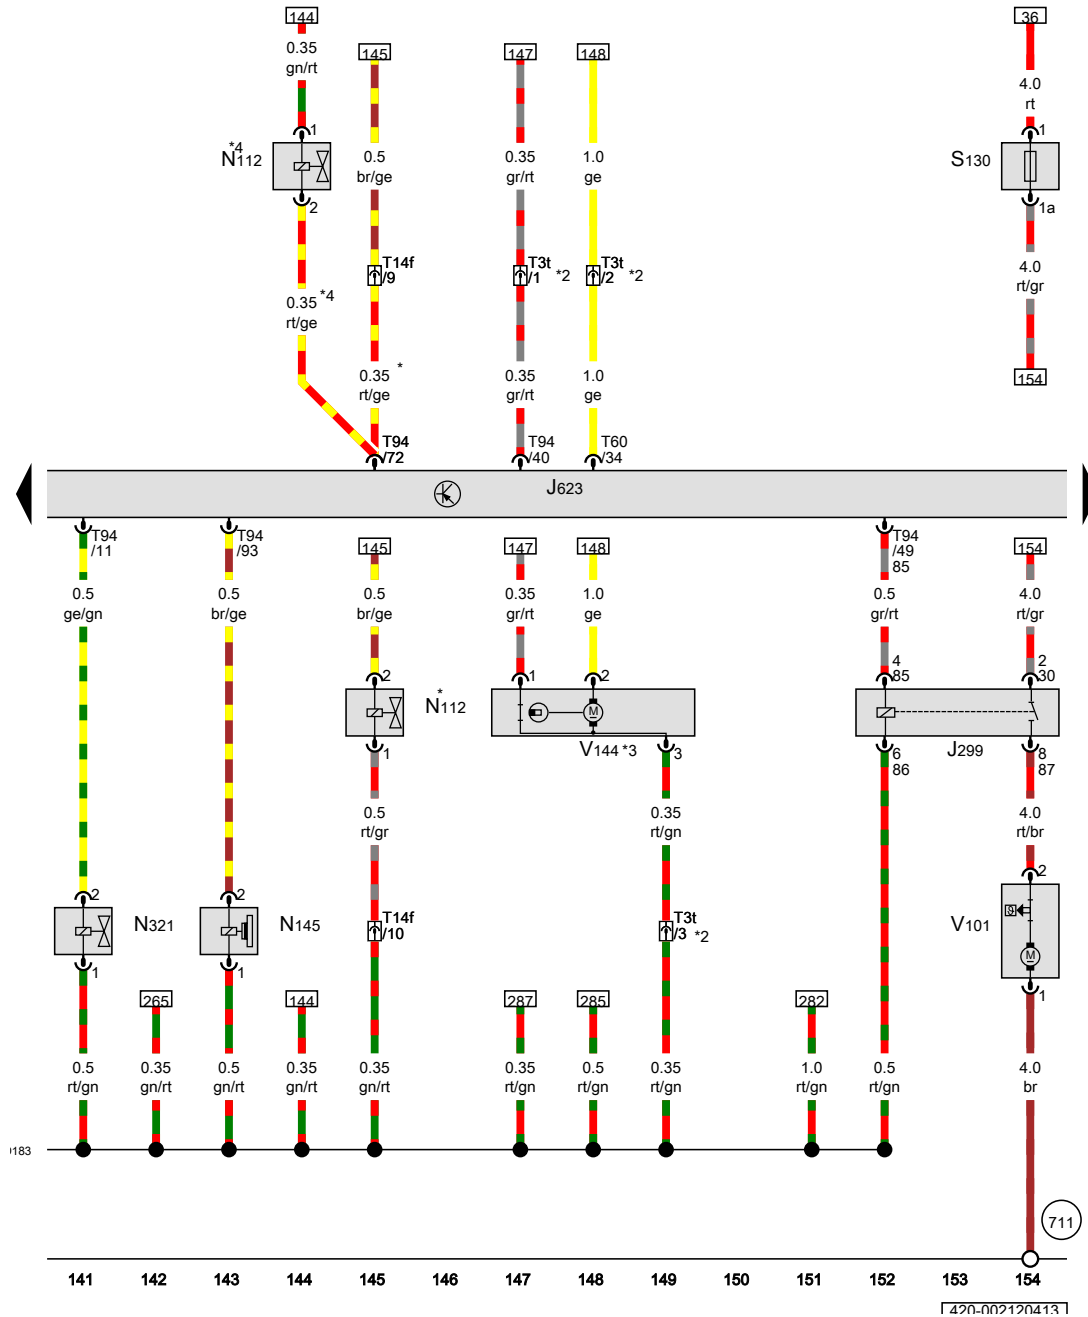 144
36
145
147
148
0.35
gn/rt
4.0
rt
1
1
*4
N112
0.5
br/ge
0.35
gr/rt
1.0
ge
S130
2
1a
T14f
/9
T3t
/1 *2
T3t
/2 *2
4.0
rt/gr
0.35 *4
rt/ge
0.35 *
rt/ge
0.35
gr/rt
1.0
ge
154
T94
/72
T94
/40
T60
/34
J623
T94
/11
T94
/93
T94
/49
85
145
147
148
154
0.5
ge/gn
0.5
br/ge
0.5
br/ge
0.35
gr/rt
1.0
ge
0.5
gr/rt
4.0
rt/gr
2
1
2
4
85
2
30
*
N112
M
1
V144 *3
3
6
86
J299
8
87
0.5
rt/gr
0.35
rt/gn
4.0
rt/br
2
2
2
N321
N145
T14f
/10
T3t
/3 *2
V101
M
1
1
1
265
144
287
285
282
0.5
rt/gn
0.35
gn/rt
0.5
gn/rt
0.35
gn/rt
0.35
gn/rt
0.35
rt/gn
0.5
rt/gn
0.35
rt/gn
1.0
rt/gn
0.5
rt/gn
4.0
br
183
711
141 142 143 144 145 146 147 148 149 150 151 152 153 154
420-002120413